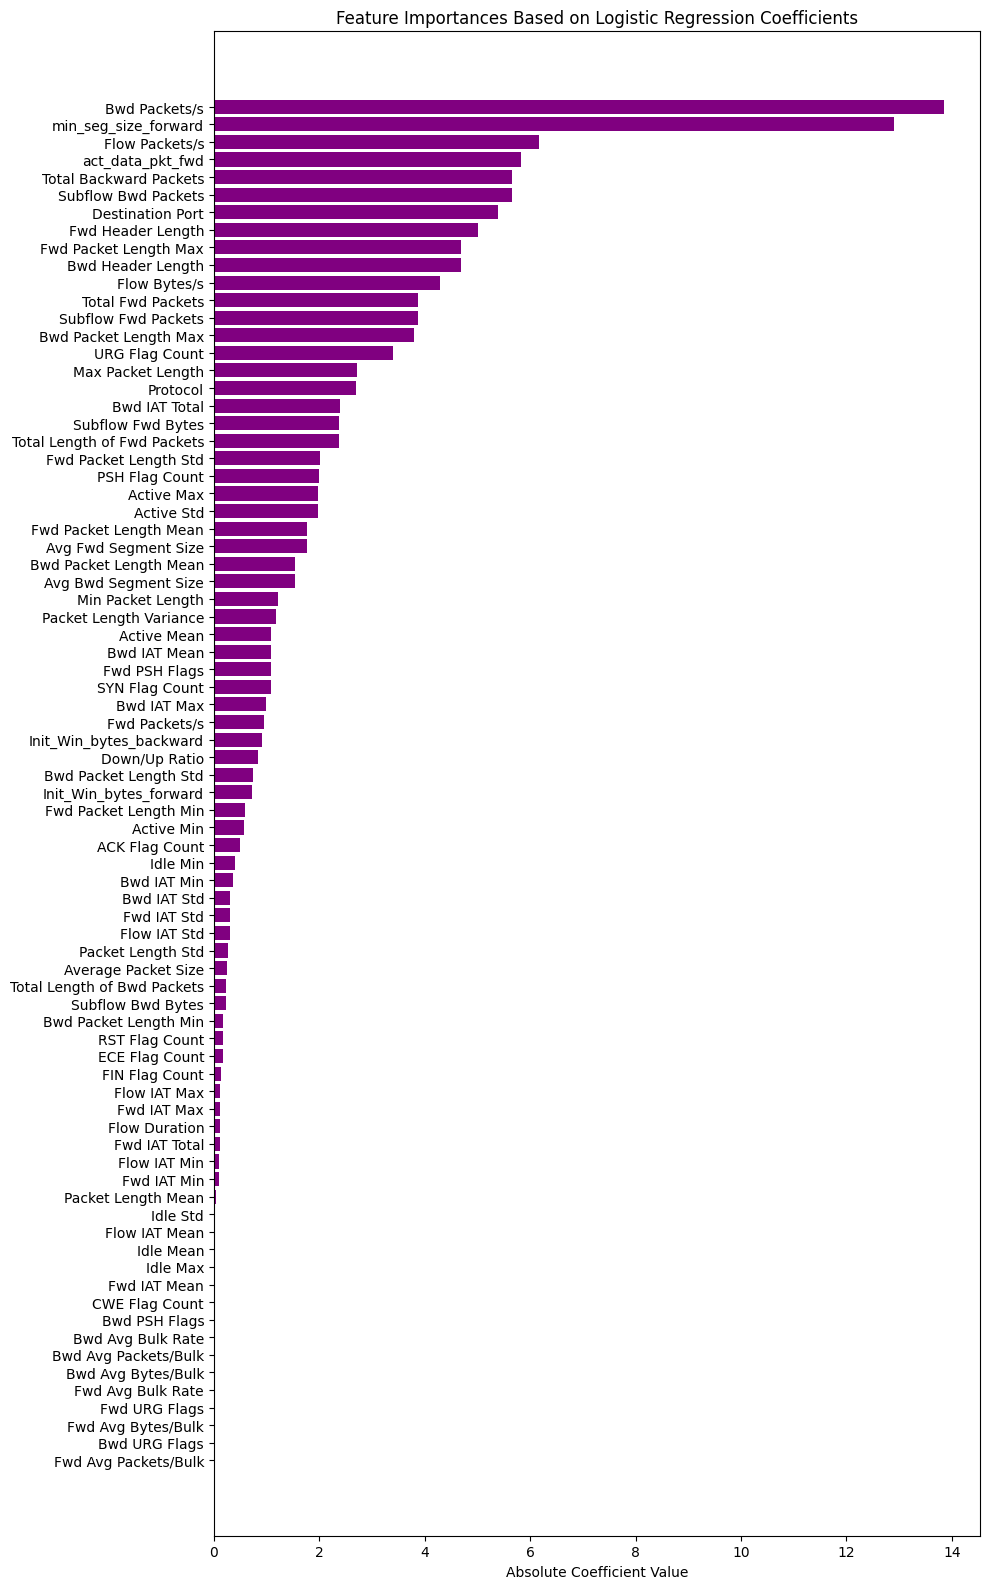 Feature Importances Based on Logistic Regression Coefficients
Bwd Packets/s
min_seg_size_forward
Flow Packets/s
act_data_pkt_fwd
Total Backward Packets
Subflow Bwd Packets
Destination Port
Fwd Header Length
Fwd Packet Length Max
Bwd Header Length
Flow Bytes/s
Total Fwd Packets
Subflow Fwd Packets
Bwd Packet Length Max
URG Flag Count
Max Packet Length
Protocol
Bwd IAT Total
Subflow Fwd Bytes
Total Length of Fwd Packets
Fwd Packet Length Std
PSH Flag Count
Active Max
Active Std
Fwd Packet Length Mean
Avg Fwd Segment Size
Bwd Packet Length Mean
Avg Bwd Segment Size
Min Packet Length
Packet Length Variance
Active Mean
Bwd IAT Mean
Fwd PSH Flags
SYN Flag Count
Bwd IAT Max
Fwd Packets/s
Init_Win_bytes_backward
Down/Up Ratio
Bwd Packet Length Std
Init_Win_bytes_forward
Fwd Packet Length Min
Active Min
ACK Flag Count
Idle Min
Bwd IAT Min
Bwd IAT Std
Fwd IAT Std
Flow IAT Std
Packet Length Std
Average Packet Size
Total Length of Bwd Packets
Subflow Bwd Bytes
Bwd Packet Length Min
RST Flag Count
ECE Flag Count
FIN Flag Count
Flow IAT Max
Fwd IAT Max
Flow Duration
Fwd IAT Total
Flow IAT Min
Fwd IAT Min
Packet Length Mean
Idle Std
Flow IAT Mean
Idle Mean
Idle Max
Fwd IAT Mean
CWE Flag Count
Bwd PSH Flags
Bwd Avg Bulk Rate
Bwd Avg Packets/Bulk
Bwd Avg Bytes/Bulk
Fwd Avg Bulk Rate
Fwd URG Flags
Fwd Avg Bytes/Bulk
Bwd URG Flags
Fwd Avg Packets/Bulk
0 2 4 6 8 10 12 14
Absolute Coefficient Value